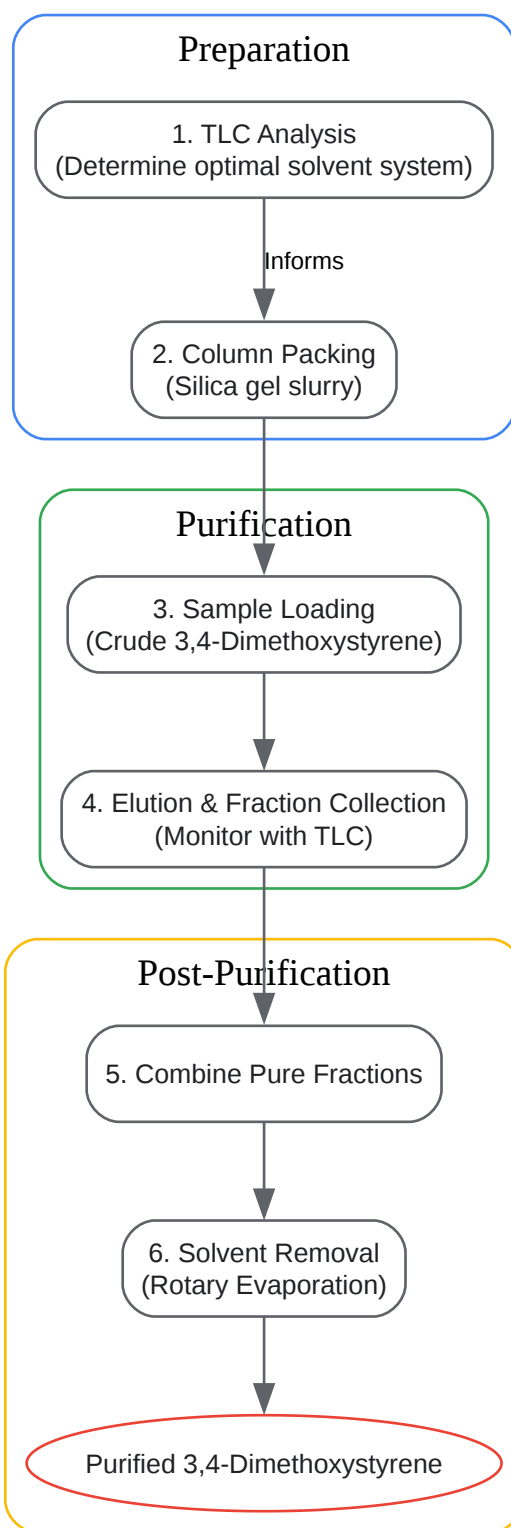 Preparation
1. TLC Analysis
(Determine optimal solvent system)
Informs
2. Column Packing
(Silica gel slurry)
Purification
3. Sample Loading
(Crude 3,4-Dimethoxystyrene)
4. Elution & Fraction Collection
(Monitor with TLC)
Post-Purification
5. Combine Pure Fractions
6. Solvent Removal
(Rotary Evaporation)
Purified 3,4-Dimethoxystyrene